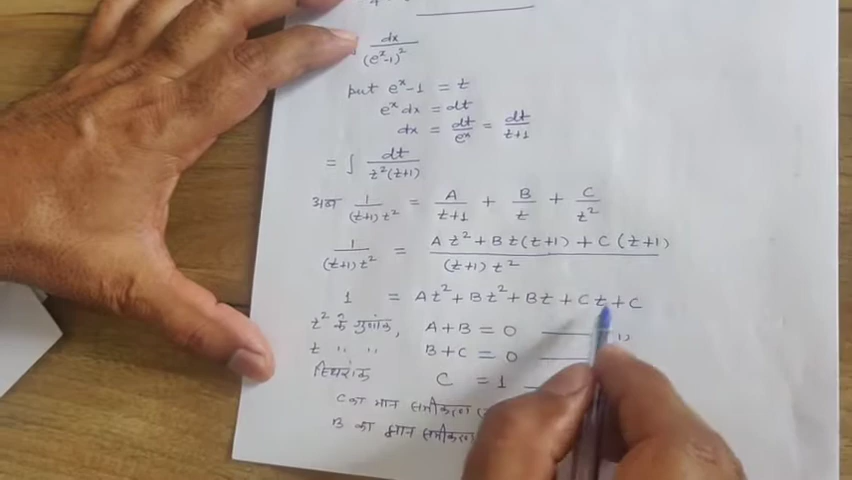 dx / (eˣ-1)²
put eˣ-1 = t
eˣ dx = dt
dx = dt/eˣ = dt/t+1
= ∫ dt / t²(t+1)
अतः 1/(t+1)t² = A/t+1 + B/t + C/t²
1/(t+1)t² = At²+Bt(t+1)+C(t+1) / (t+1)t²
1 = At²+Bt²+Bt+Ct+C
t² के गुणांक, A+B = 0
t " " B+C = 0
स्थिरांक C = 1
C का मान समीकरण
B का मान समीकरण